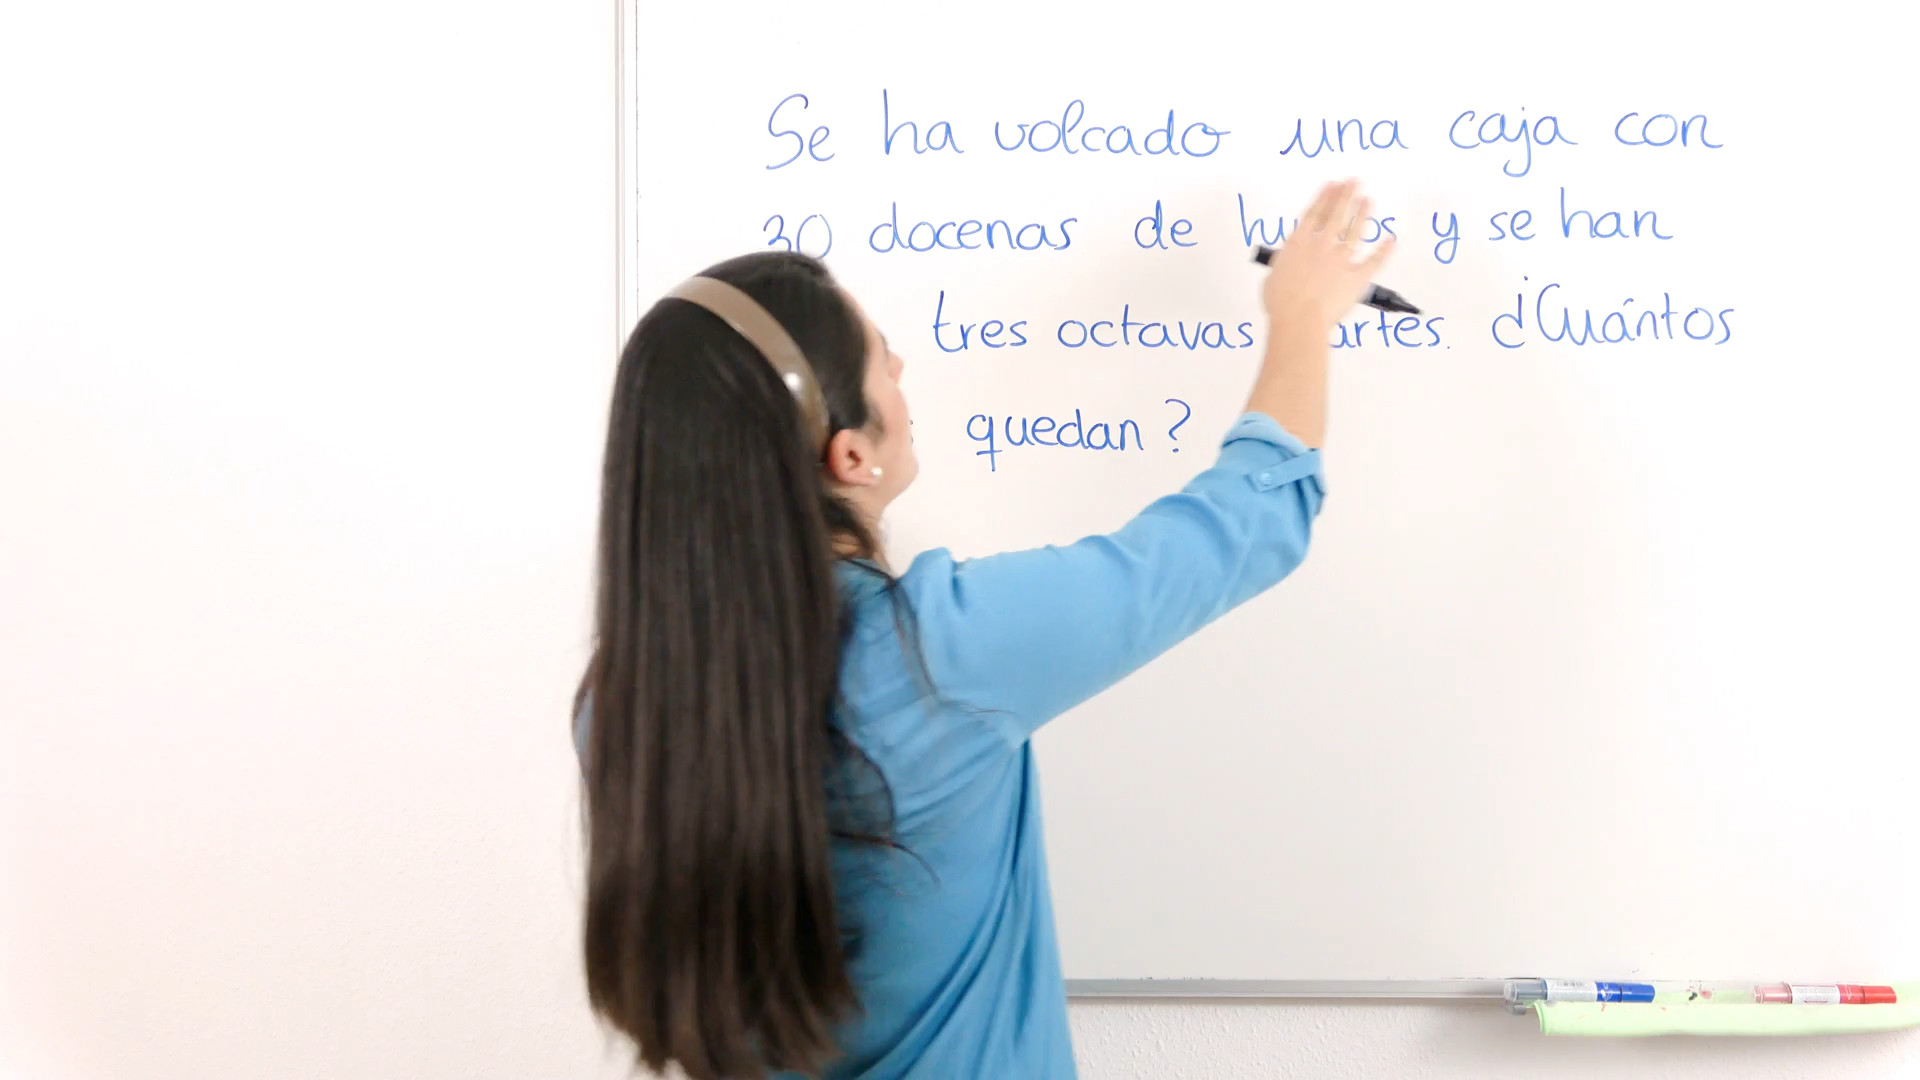 Se ha volcado una caja con
30 docenas de y se han
tres octavas ¿Cuántos
quedan?